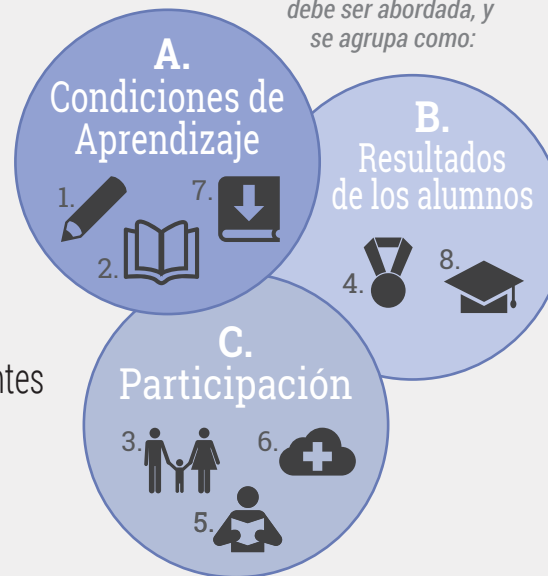 debe ser abordada, y
se agrupa como:
A.
Condiciones de
Aprendizaje
1.
7.
2.
B.
Resultados
de los alumnos
4.
8.
ntes
C.
Participación
3.
6.
5.